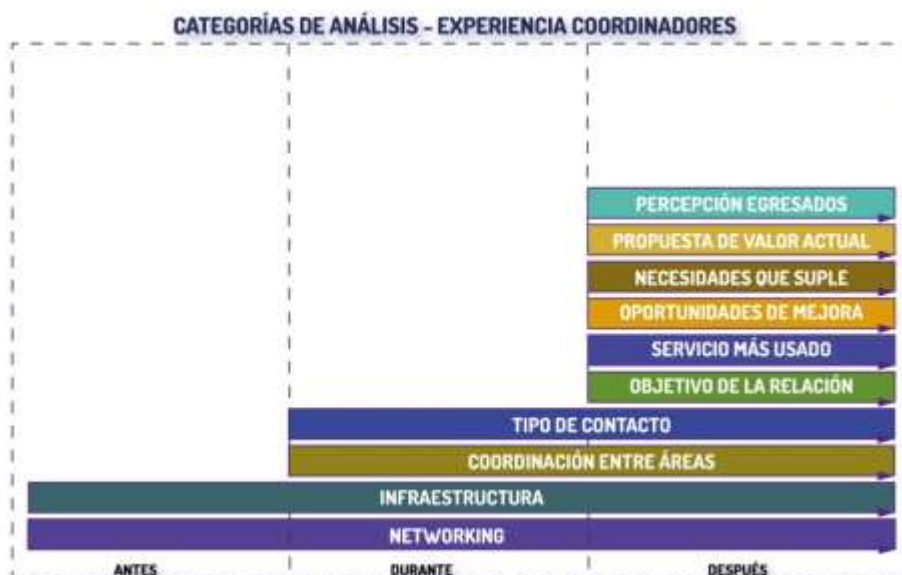 CATEGORÍAS DE ANÁLISIS - EXPERIENCIA COORDINADORES
PERCEPCIÓN EGRESADOS
PROPUESTA DE VALOR ACTUAL
NECESIDADES QUE SUPLE
OPORTUNIDADES DE MEJORA
SERVICIO MÁS USADO
OBJETIVO DE LA RELACIÓN
TIPO DE CONTACTO
COORDINACIÓN ENTRE ÁREAS
INFRAESTRUCTURA
NETWORKING
ANTES DURANTE DESPUÉS